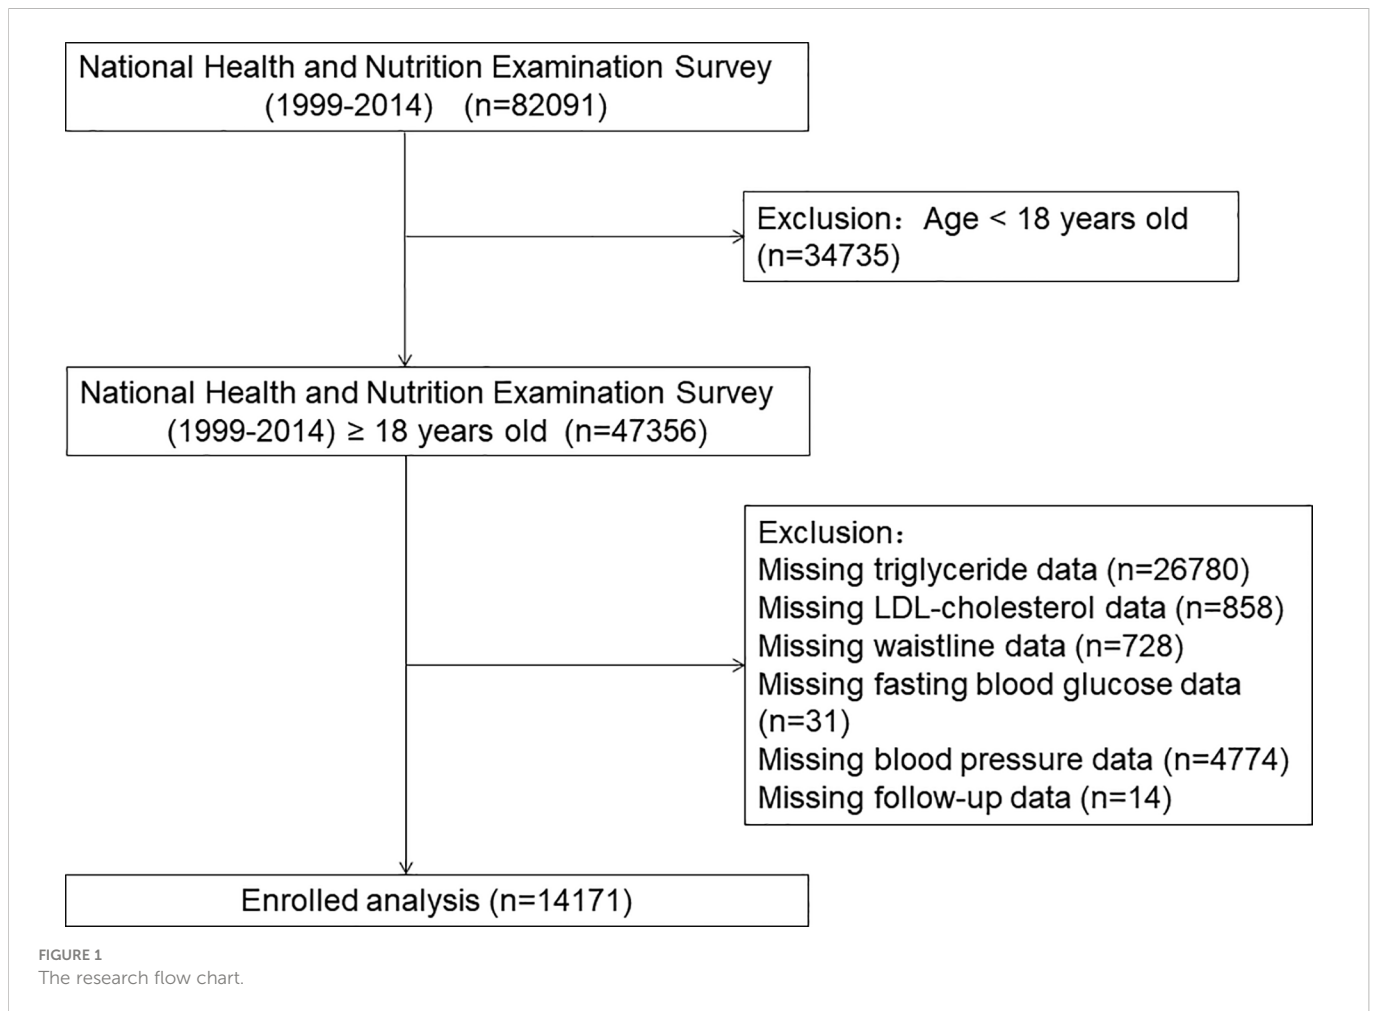 National Health and Nutrition Examination Survey
(1999-2014) (n=82091)
Exclusion：Age < 18 years old
(n=34735)
National Health and Nutrition Examination Survey
(1999-2014) ≥ 18 years old (n=47356)
Exclusion：
Missing triglyceride data (n=26780)
Missing LDL-cholesterol data (n=858)
Missing waistline data (n=728)
Missing fasting blood glucose data
(n=31)
Missing blood pressure data (n=4774)
Missing follow-up data (n=14)
Enrolled analysis (n=14171)
FIGURE 1
The research flow chart.